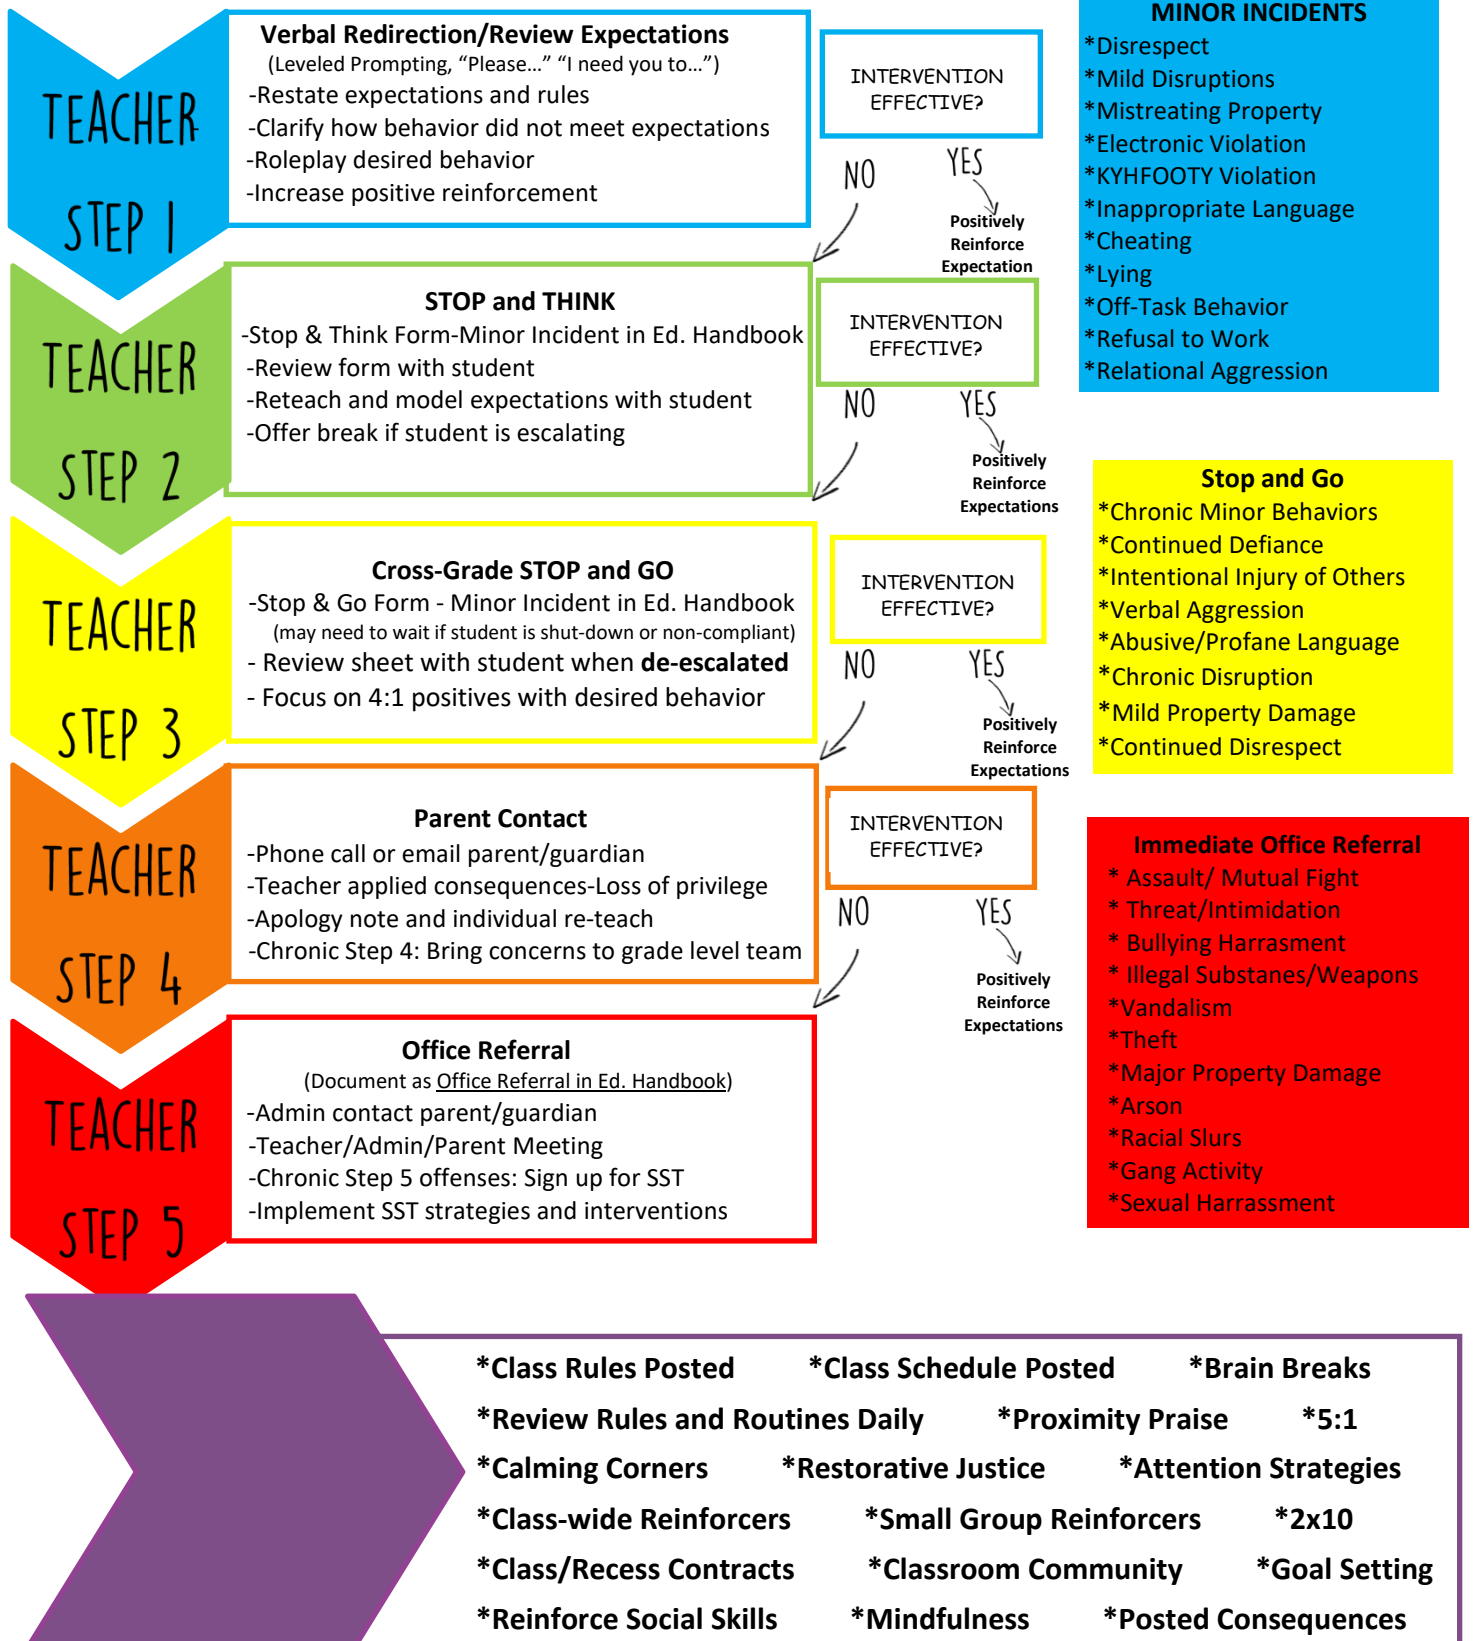 TEACHER
STEP 1
Verbal Redirection/Review Expectations
(Leveled Prompting, “Please…” “I need you to…”)
-Restate expectations and rules
-Clarify how behavior did not meet expectations
-Roleplay desired behavior
-Increase positive reinforcement
INTERVENTION
EFFECTIVE?
NO YES
Positively
Reinforce
Expectation
TEACHER
STEP 2
STOP and THINK
-Stop & Think Form-Minor Incident in Ed. Handbook
-Review form with student
-Reteach and model expectations with student
-Offer break if student is escalating
INTERVENTION
EFFECTIVE?
NO YES
Positively
Reinforce
Expectations
TEACHER
STEP 3
Cross-Grade STOP and GO
-Stop & Go Form - Minor Incident in Ed. Handbook
(may need to wait if student is shut-down or non-compliant)
- Review sheet with student when de-escalated
- Focus on 4:1 positives with desired behavior
INTERVENTION
EFFECTIVE?
NO YES
Positively
Reinforce
Expectations
TEACHER
STEP 4
Parent Contact
-Phone call or email parent/guardian
-Teacher applied consequences-Loss of privilege
-Apology note and individual re-teach
-Chronic Step 4: Bring concerns to grade level team
INTERVENTION
EFFECTIVE?
NO YES
Positively
Reinforce
Expectations
TEACHER
STEP 5
Office Referral
(Document as Office Referral in Ed. Handbook)
-Admin contact parent/guardian
-Teacher/Admin/Parent Meeting
-Chronic Step 5 offenses: Sign up for SST
-Implement SST strategies and interventions
MINOR INCIDENTS
*Disrespect
*Mild Disruptions
*Mistreating Property
*Electronic Violation
*KYHFOOTY Violation
*Inappropriate Language
*Cheating
*Lying
*Off-Task Behavior
*Refusal to Work
*Relational Aggression
Stop and Go
*Chronic Minor Behaviors
*Continued Defiance
*Intentional Injury of Others
*Verbal Aggression
*Abusive/Profane Language
*Chronic Disruption
*Mild Property Damage
*Continued Disrespect
Immediate Office Referral
* Assault/ Mutual Fight
* Threat/Intimidation
* Bullying Harrasment
* Illegal Substanes/Weapons
*Vandalism
*Theft
*Major Property Damage
*Arson
*Racial Slurs
*Gang Activity
*Sexual Harrassment
*Class Rules Posted *Class Schedule Posted *Brain Breaks
*Review Rules and Routines Daily *Proximity Praise *5:1
*Calming Corners *Restorative Justice *Attention Strategies
*Class-wide Reinforcers *Small Group Reinforcers *2x10
*Class/Recess Contracts *Classroom Community *Goal Setting
*Reinforce Social Skills *Mindfulness *Posted Consequences